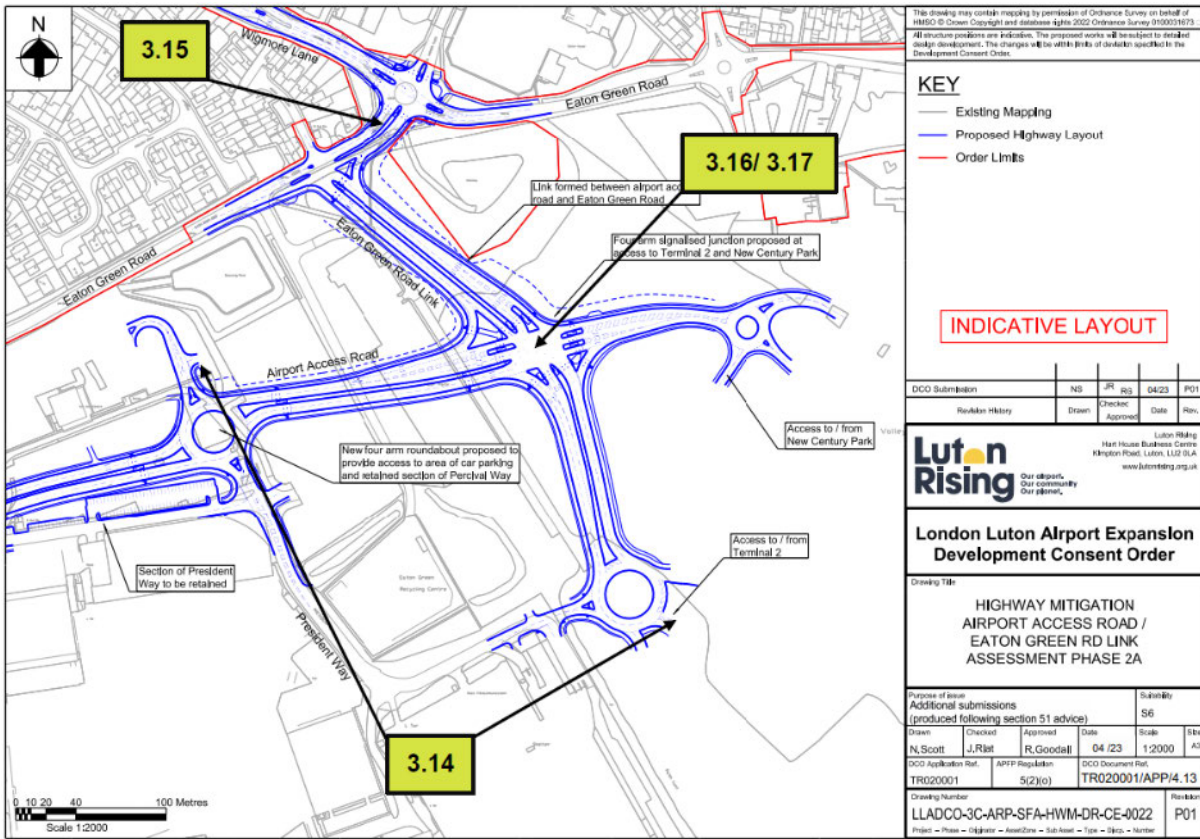 N
3.15
Wigmore Lane
Eaton Green Road
3.16/ 3.17
Link formed between airport acc
road and Eaton Green Road
Four arm signalised junction proposed at
access to Terminal 2 and New Century Park
Eaton Green Road
Eaton Green Road Link
Airport Access Road
New four arm roundabout proposed to
provide access to area of car parking
and retained section of Percival Way
Access to / from
New Century Park
Section of President
Way to be retained
Access to / from
Terminal 2
Eaton Green
Recycling Centre
President Way
3.14
0 10 20 40 100 Metres
Scale 1:2000
This drawing may contain mapping by permission of Ordnance Survey on behalf of
HMSO © Crown Copyright and database rights 2022 Ordnance Survey 0100031673
All structure positions are indicative. The proposed works will be subject to detailed
design development. The changes will be within limits of deviation specified in the
Development Consent Order.
KEY
Existing Mapping
Proposed Highway Layout
Order Limits
INDICATIVE LAYOUT
DCO Submission NS JR RG 04/23 P01
Revision History Drawn Checked Approved Date Rev.
Luton Rising
Our airport.
Our community
Our planet.
Luton Rising
Hart House Business Centre
Kimpton Road, Luton, LU2 0LA
www.lutonrising.org.uk
London Luton Airport Expansion
Development Consent Order
Drawing Title
HIGHWAY MITIGATION
AIRPORT ACCESS ROAD /
EATON GREEN RD LINK
ASSESSMENT PHASE 2A
Purpose of issue Suitability
Additional submissions
(produced following section 51 advice) S6
Drawn Checked Approved Date Scale
N.Scott J.Rist R.Goodall 04 /23 1:2000 A3
DCO Application Ref. APFP Regulation DCO Document Ref.
TR020001 5(2)(o) TR020001/APP/4.13
Drawing Number Revision
LLADCO-3C-ARP-SFA-HWM-DR-CE-0022 P01